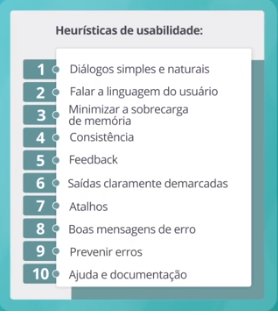 Heurísticas de usabilidade:
1 Diálogos simples e naturais
2 Falar a linguagem do usuário
3 Minimizar a sobrecarga
de memória
4 Consistência
5 Feedback
6 Saídas claramente demarcadas
7 Atalhos
8 Boas mensagens de erro
9 Prevenir erros
10 Ajuda e documentação